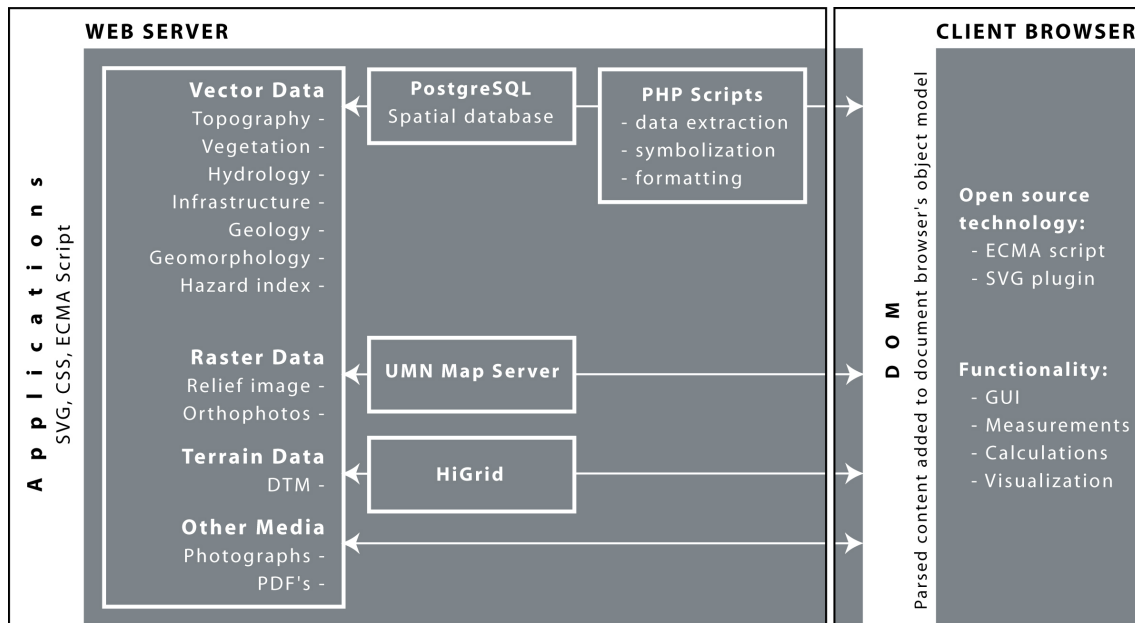 WEB SERVER
CLIENT BROWSER
Applications
SVG, CSS, ECMA Script
Vector Data
Topography -
Vegetation -
Hydrology -
Infrastructure -
Geology -
Geomorphology -
Hazard index -
Raster Data
Relief image -
Orthophotos -
Terrain Data
DTM -
Other Media
Photographs -
PDF's -
PostgreSQL
Spatial database
PHP Scripts
- data extraction
- symbolization
- formatting
UMN Map Server
HiGrid
DOM
Parsed content added to document browser's object model
Open source
technology:
- ECMA script
- SVG plugin
Functionality:
- GUI
- Measurements
- Calculations
- Visualization